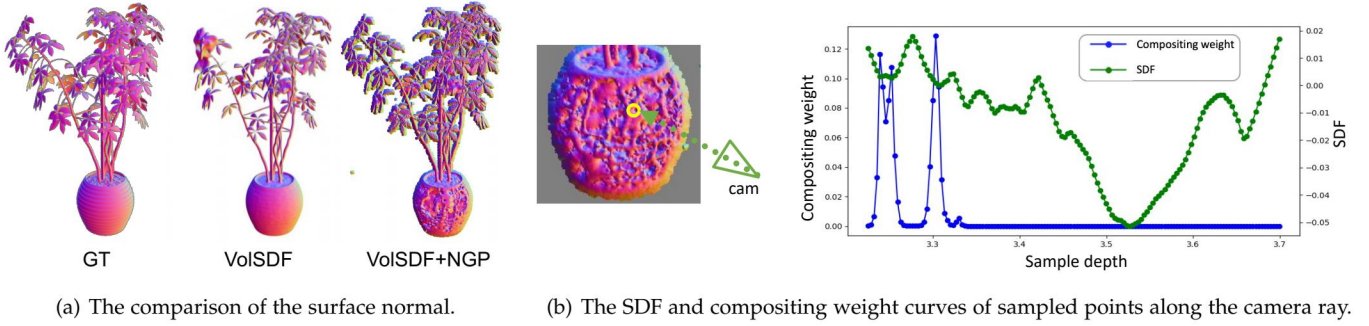 GT
VolSDF
VolSDF+NGP
(a) The comparison of the surface normal.
cam
Compositing weight
SDF
0.12
0.10
0.08
0.06
0.04
0.02
0.00
Compositing weight
0.02
0.01
0.00
−0.01
−0.02
−0.03
−0.04
−0.05
SDF
3.3
3.4
3.5
3.6
3.7
Sample depth
(b) The SDF and compositing weight curves of sampled points along the camera ray.